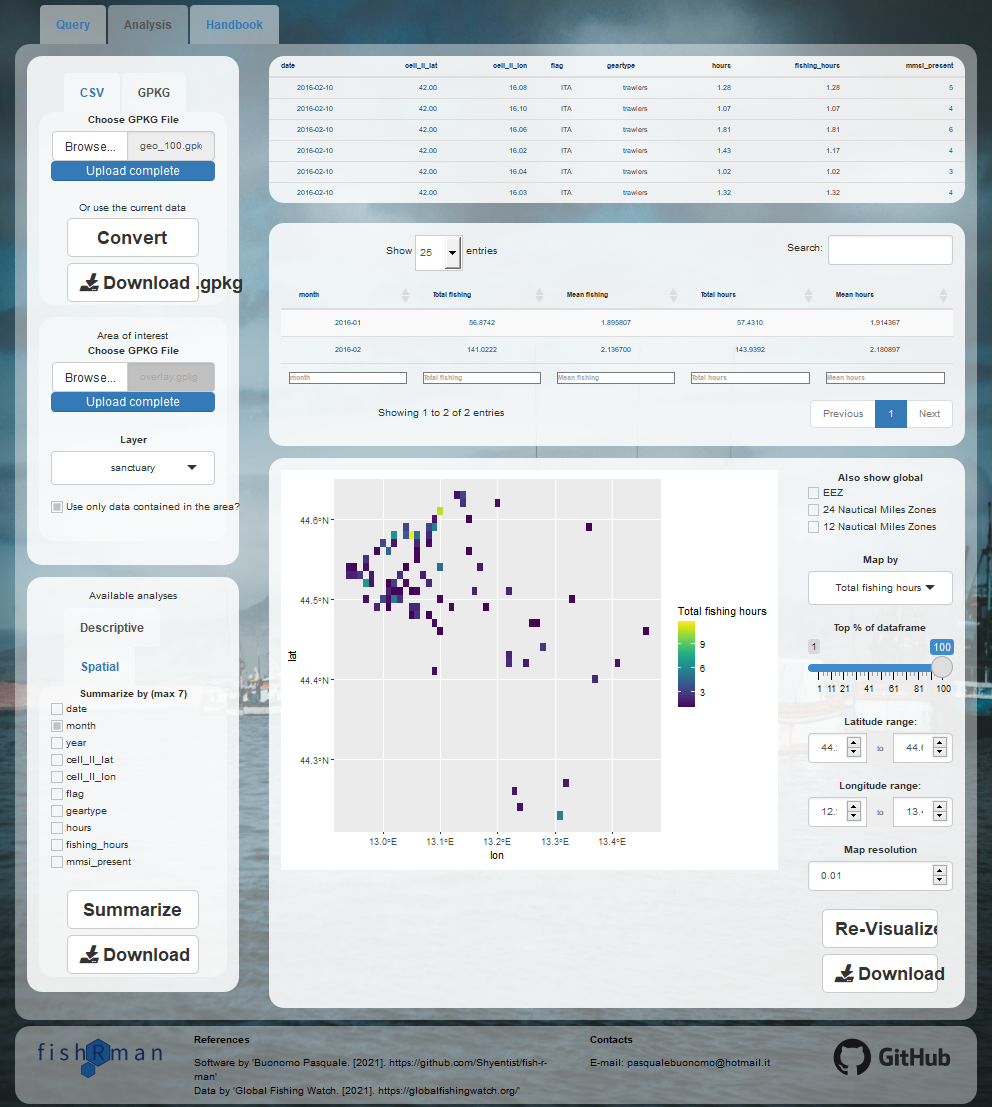 Query Analysis Handbook
CSV GPKG
Choose GPKG File
Browse... geo_100.gpk
Upload complete
Or use the current data
Convert
Download .gpkg
Area of interest
Choose GPKG File
Browse... overlay.gpkg
Upload complete
Layer
sanctuary
Use only data contained in the area?
Available analyses
Descriptive
Spatial
Summarize by (max 7)
date
month
year
cell_ll_lat
cell_ll_lon
flag
geartype
hours
fishing_hours
mmsi_present
Summarize
Download
date cell_ll_lat cell_ll_lon flag geartype hours fishing_hours mmsi_present
2016-02-10 42.00 16.08 ITA trawlers 1.28 1.28 5
2016-02-10 42.00 16.10 ITA trawlers 1.07 1.07 4
2016-02-10 42.00 16.06 ITA trawlers 1.81 1.81 6
2016-02-10 42.00 16.02 ITA trawlers 1.43 1.17 4
2016-02-10 42.00 16.04 ITA trawlers 1.02 1.02 3
2016-02-10 42.00 16.03 ITA trawlers 1.32 1.32 4
Show 25 entries Search:
month Total fishing Mean fishing Total hours Mean hours
2016-01 56.8742 1.895807 57.4310 1.914367
2016-02 141.0222 2.136700 143.9392 2.180897
month Total fishing Mean fishing Total hours Mean hours
Showing 1 to 2 of 2 entries Previous 1 Next
44.6°N
44.5°N
44.4°N
44.3°N
lat
13.0°E 13.1°E 13.2°E 13.3°E 13.4°E
lon
Total fishing hours
9
6
3
Also show global
EEZ
24 Nautical Miles Zones
12 Nautical Miles Zones
Map by
Total fishing hours
Top % of dataframe
1 100
1 11 21 41 61 81 100
Latitude range:
44.: to 44.6
Longitude range:
12.9 to 13.4
Map resolution
0.01
Re-Visualize
Download
fishRman
References
Software by 'Buonomo Pasquale. [2021]. https://github.com/Shyentist/fish-r-
man'
Data by 'Global Fishing Watch. [2021]. https://globalfishingwatch.org/'
Contacts
E-mail: pasqualebuonomo@hotmail.it
GitHub